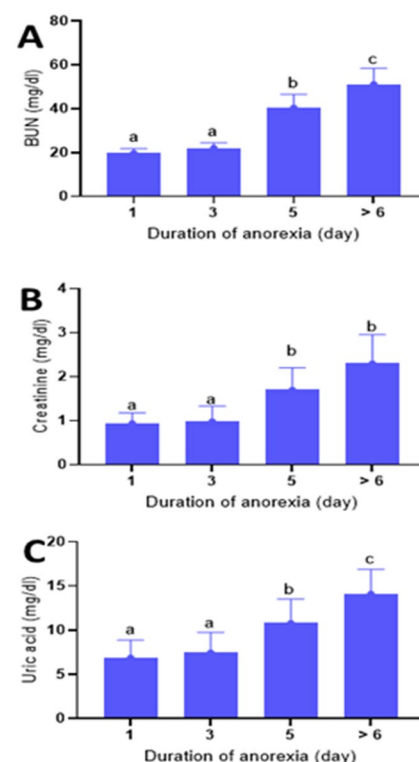 A
BUN (mg/dl)
80
60
40
20
0
a
a
b
c
1 3 5 > 6
Duration of anorexia (day)
B
Creatinine (mg/dl)
4
3
2
1
0
a
a
b
b
1 3 5 > 6
Duration of anorexia (day)
C
Uric acid (mg/dl)
20
15
10
5
0
a
a
b
c
1 3 5 > 6
Duration of anorexia (day)